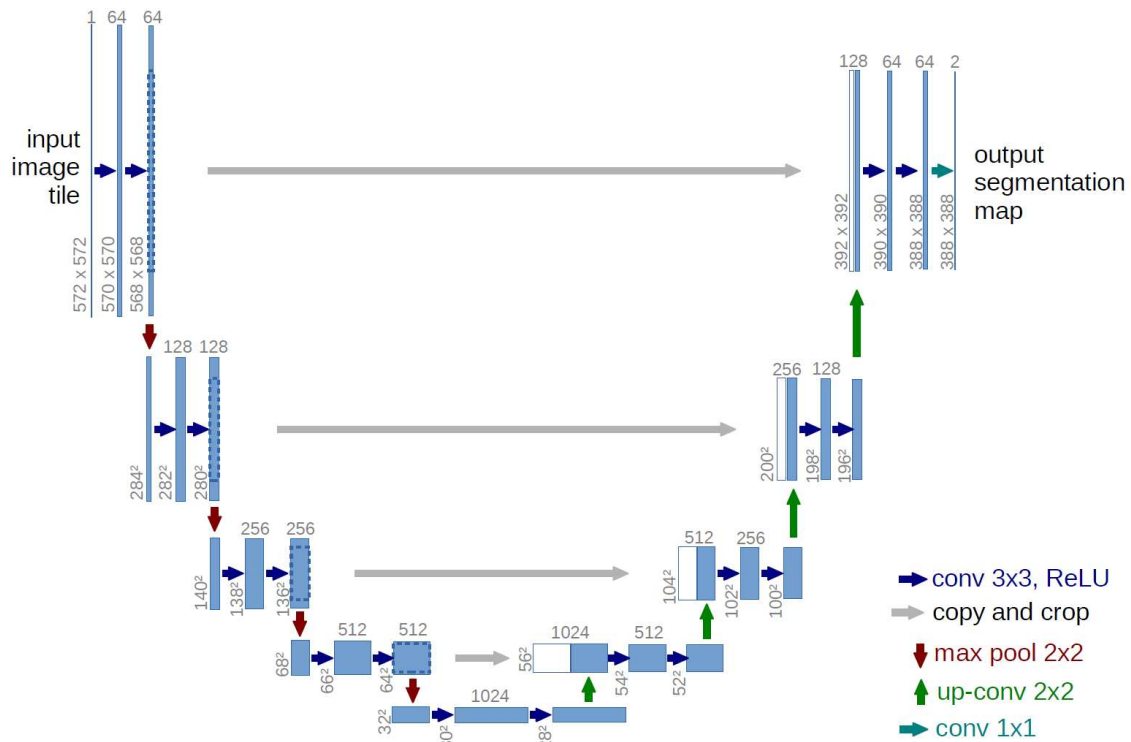 1 64 64
128 64 64 2
input
image
tile
output
segmentation
map
572 x 572
570 x 570
568 x 568
392 x 392
390 x 390
388 x 388
388 x 388
128 128
256 128
284²
282²
280²
200²
198²
196²
256 256
512 256
140²
138²
136²
104²
102²
100²
conv 3x3, ReLU
copy and crop
max pool 2x2
up-conv 2x2
conv 1x1
512 512
1024 512
68²
66²
64²
56²
54²
52²
1024
32²